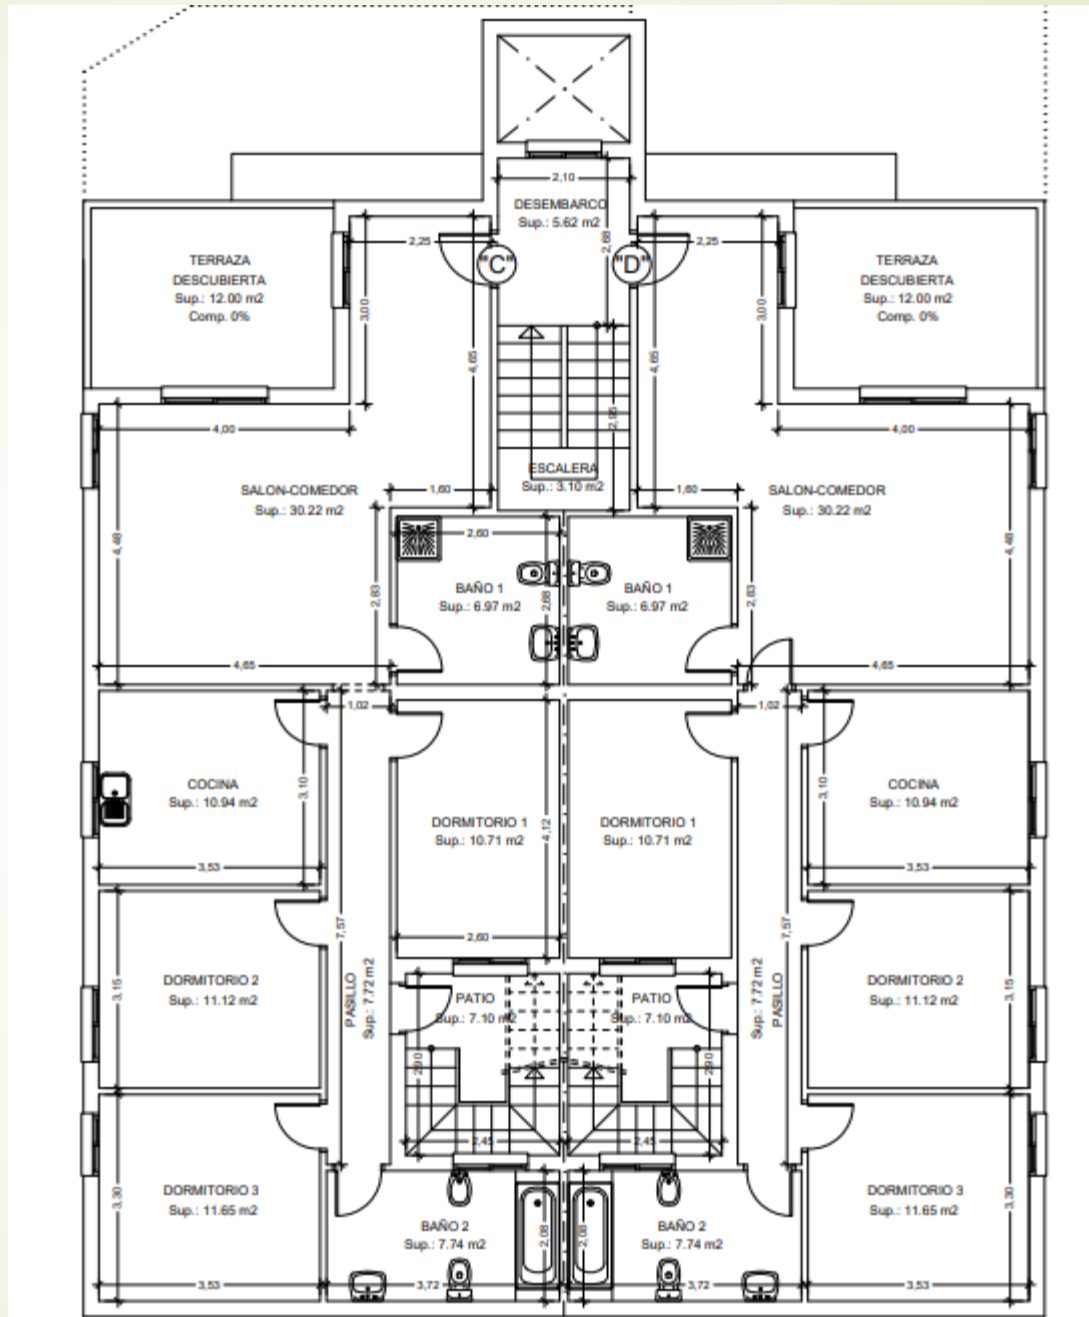 2,10
DESEMBARCO
Sup.: 5.62 m2
2,68
2,25
"C"
"D"
2,25
TERRAZA
DESCUBIERTA
Sup.: 12.00 m2
Comp. 0%
TERRAZA
DESCUBIERTA
Sup.: 12.00 m2
Comp. 0%
3,00
4,65
4,65
3,00
2,95
4,00
4,00
ESCALERA
Sup.: 3.10 m2
SALON-COMEDOR
Sup.: 30.22 m2
1,60
1,60
SALON-COMEDOR
Sup.: 30.22 m2
4,48
2,60
4,48
BAÑO 1
Sup.: 6.97 m2
BAÑO 1
Sup.: 6.97 m2
2,83
2,68
2,83
4,65
4,65
1,02
1,02
COCINA
Sup.: 10.94 m2
3,10
3,10
COCINA
Sup.: 10.94 m2
DORMITORIO 1
Sup.: 10.71 m2
4,12
DORMITORIO 1
Sup.: 10.71 m2
3,53
3,53
7,57
2,60
7,57
DORMITORIO 2
Sup.: 11.12 m2
3,15
PASILLO
Sup.: 7.72 m2
PATIO
Sup.: 7.10 m2
PATIO
Sup.: 7.10 m2
Sup.: 7.72 m2
PASILLO
DORMITORIO 2
Sup.: 11.12 m2
3,15
2,90
2,90
2,45
2,45
DORMITORIO 3
Sup.: 11.65 m2
3,30
BAÑO 2
Sup.: 7.74 m2
2,08
2,08
BAÑO 2
Sup.: 7.74 m2
DORMITORIO 3
Sup.: 11.65 m2
3,30
3,53
3,72
3,72
3,53